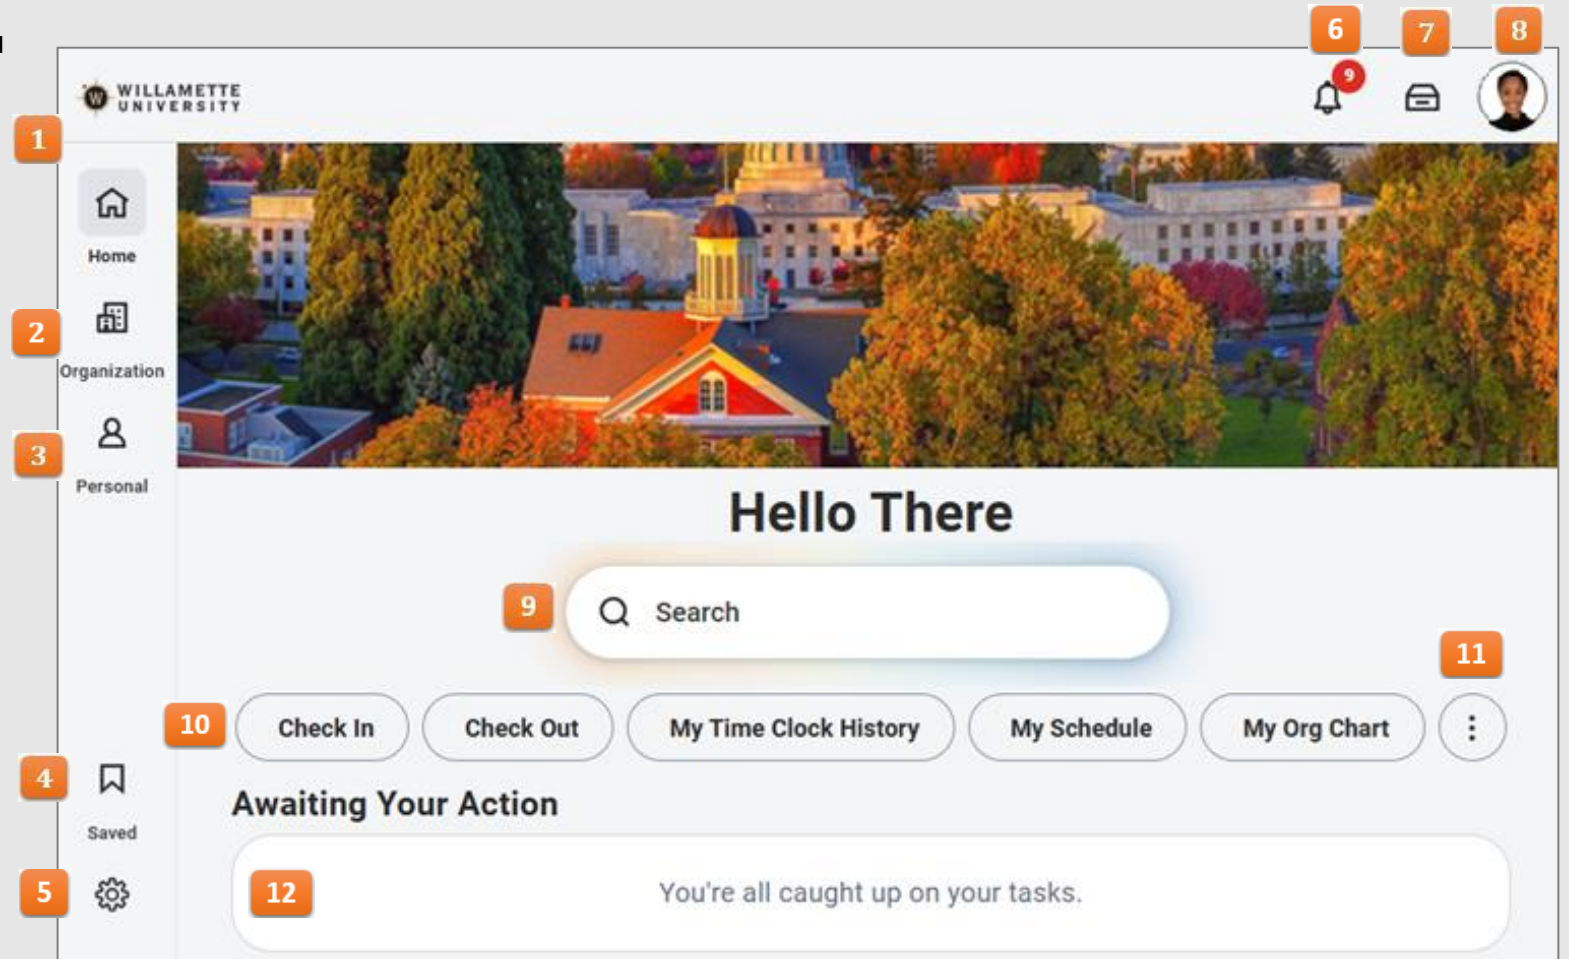 6
7
8
WILLAMETTE
UNIVERSITY
9
1
Home
2
Organization
3
Personal
Hello There
9
Search
11
10
Check In
Check Out
My Time Clock History
My Schedule
My Org Chart
4
Saved
Awaiting Your Action
5
12
You're all caught up on your tasks.